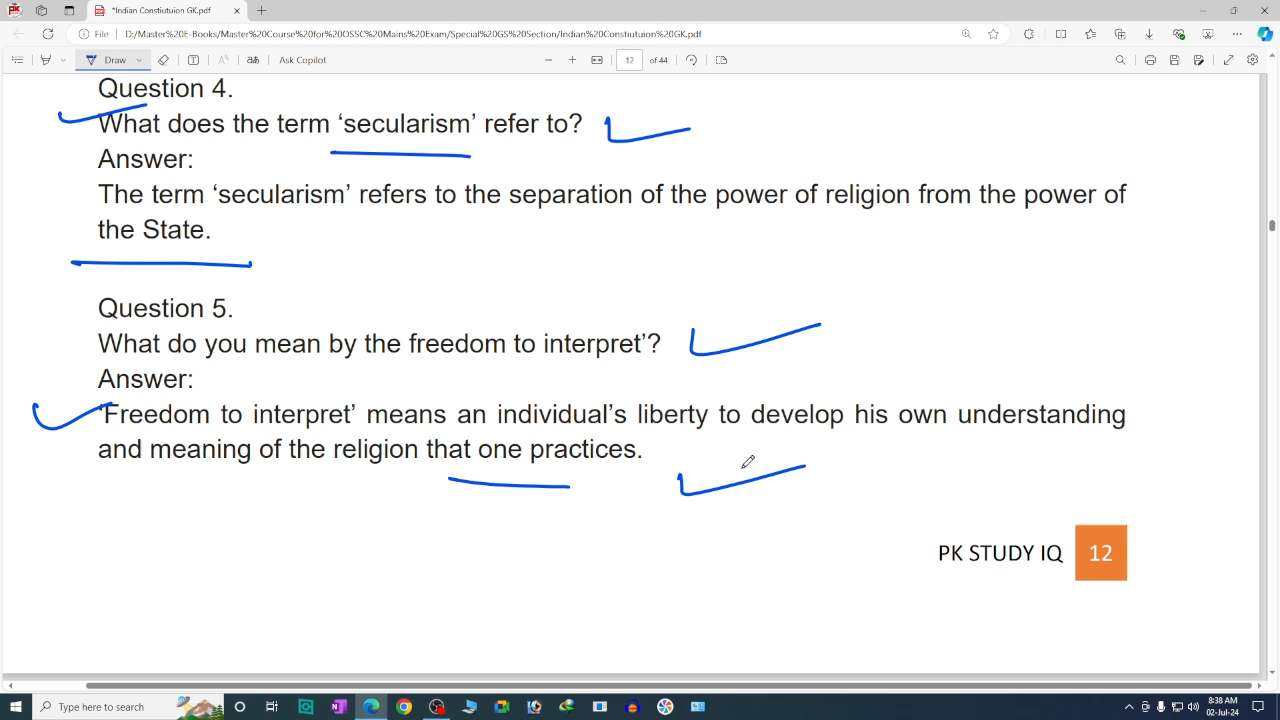 *Indian Constiutuion GK.pdf
File
D:/Master%20E-Books/Master%20Course%20for%20OSSC%20Mains%20Exam/Special%20GS%20Section/Indian%20Constiutuion%20GK.pdf
Draw
Ask Copilot
12 of 44
Question 4.
What does the term ‘secularism’ refer to?
Answer:
The term ‘secularism’ refers to the separation of the power of religion from the power of
the State.
Question 5.
What do you mean by the freedom to interpret’?
Answer:
‘Freedom to interpret’ means an individual’s liberty to develop his own understanding
and meaning of the religion that one practices.
PK STUDY IQ 12
Type here to search
8:38 AM
02-Jul-24